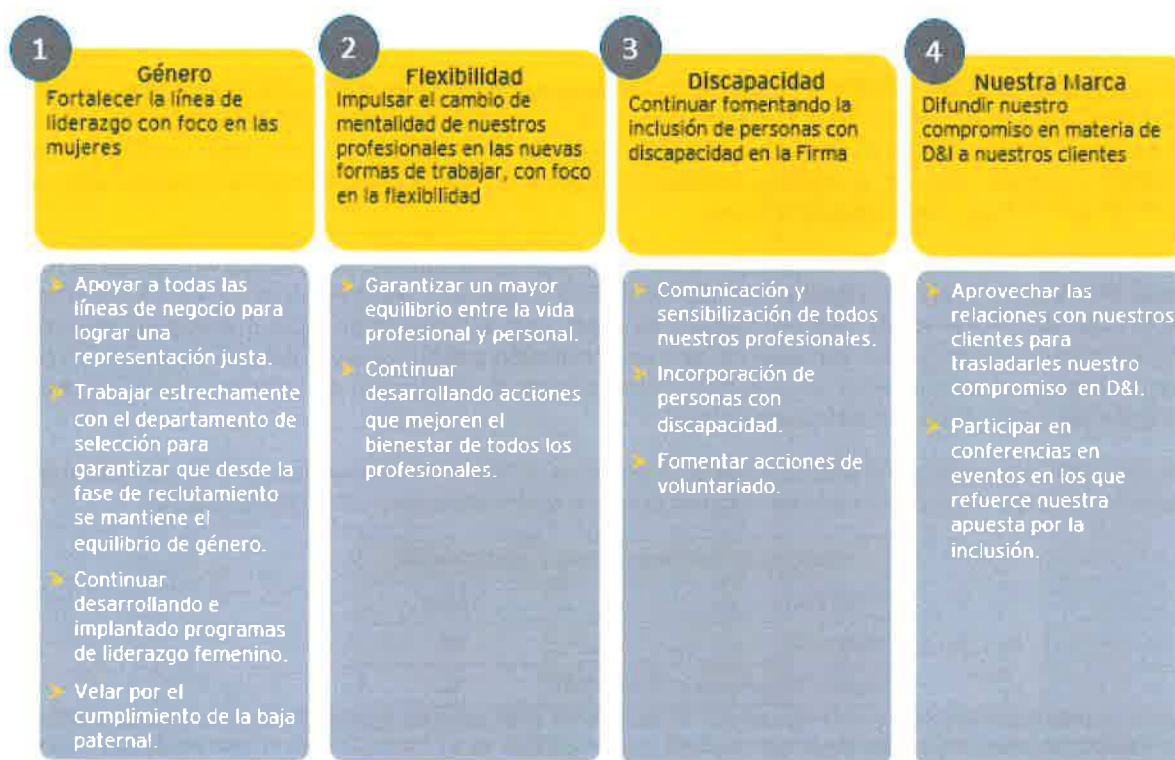 1
Género
Fortalecer la línea de
liderazgo con foco en las
mujeres
Apoyar a todas las
líneas de negocio para
lograr una
representación justa.
Trabajar estrechamente
con el departamento de
selección para
garantizar que desde la
fase de reclutamiento
se mantiene el
equilibrio de género.
Continuar
desarrollando e
implantado programas
de liderazgo femenino.
Velar por el
cumplimiento de la baja
paternal.
2
Flexibilidad
Impulsar el cambio de
mentalidad de nuestros
profesionales en las nuevas
formas de trabajar, con foco
en la flexibilidad
Garantizar un mayor
equilibrio entre la vida
profesional y personal.
Continuar
desarrollando acciones
que mejoren el
bienestar de todos los
profesionales.
3
Discapacidad
Continuar fomentando la
inclusión de personas con
discapacidad en la Firma
Comunicación y
sensibilización de todos
nuestros profesionales.
Incorporación de
personas con
discapacidad.
Fomentar acciones de
voluntariado.
4
Nuestra Marca
Difundir nuestro
compromiso en materia de
D&I a nuestros clientes
Aprovechar las
relaciones con nuestros
clientes para
trasladarles nuestro
compromiso en D&I.
Participar en
conferencias en
eventos en los que
refuerce nuestra
apuesta por la
inclusión.